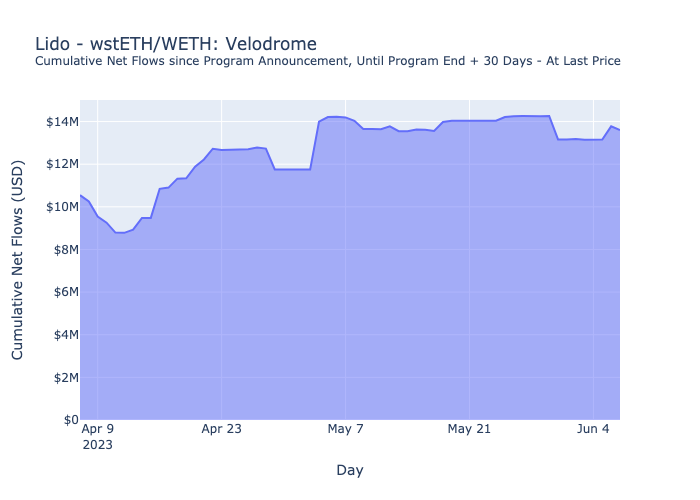 Lido - wstETH/WETH: Velodrome
Cumulative Net Flows since Program Announcement, Until Program End + 30 Days - At Last Price
$14M
$12M
$10M
$8M
$6M
$4M
$2M
$0
Cumulative Net Flows (USD)
Apr 9 Apr 23 May 7 May 21 Jun 4
2023
Day